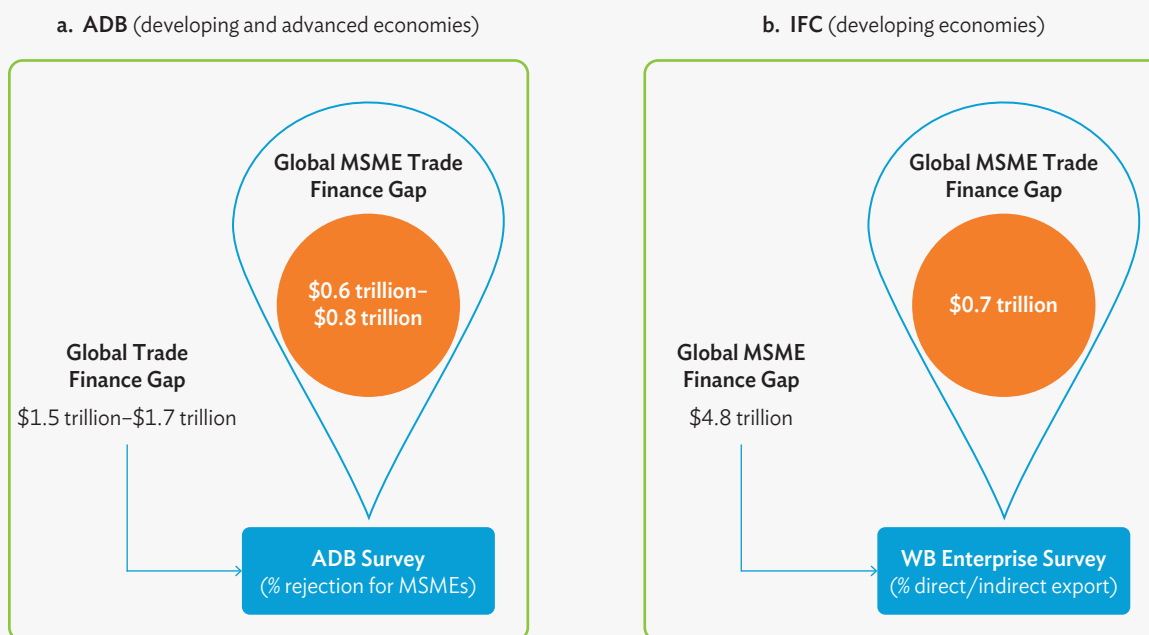 a. ADB (developing and advanced economies)
Global MSME Trade
Finance Gap
$0.6 trillion–
$0.8 trillion
Global Trade
Finance Gap
$1.5 trillion–$1.7 trillion
ADB Survey
(% rejection for MSMEs)
b. IFC (developing economies)
Global MSME Trade
Finance Gap
$0.7 trillion
Global MSME
Finance Gap
$4.8 trillion
WB Enterprise Survey
(% direct/indirect export)